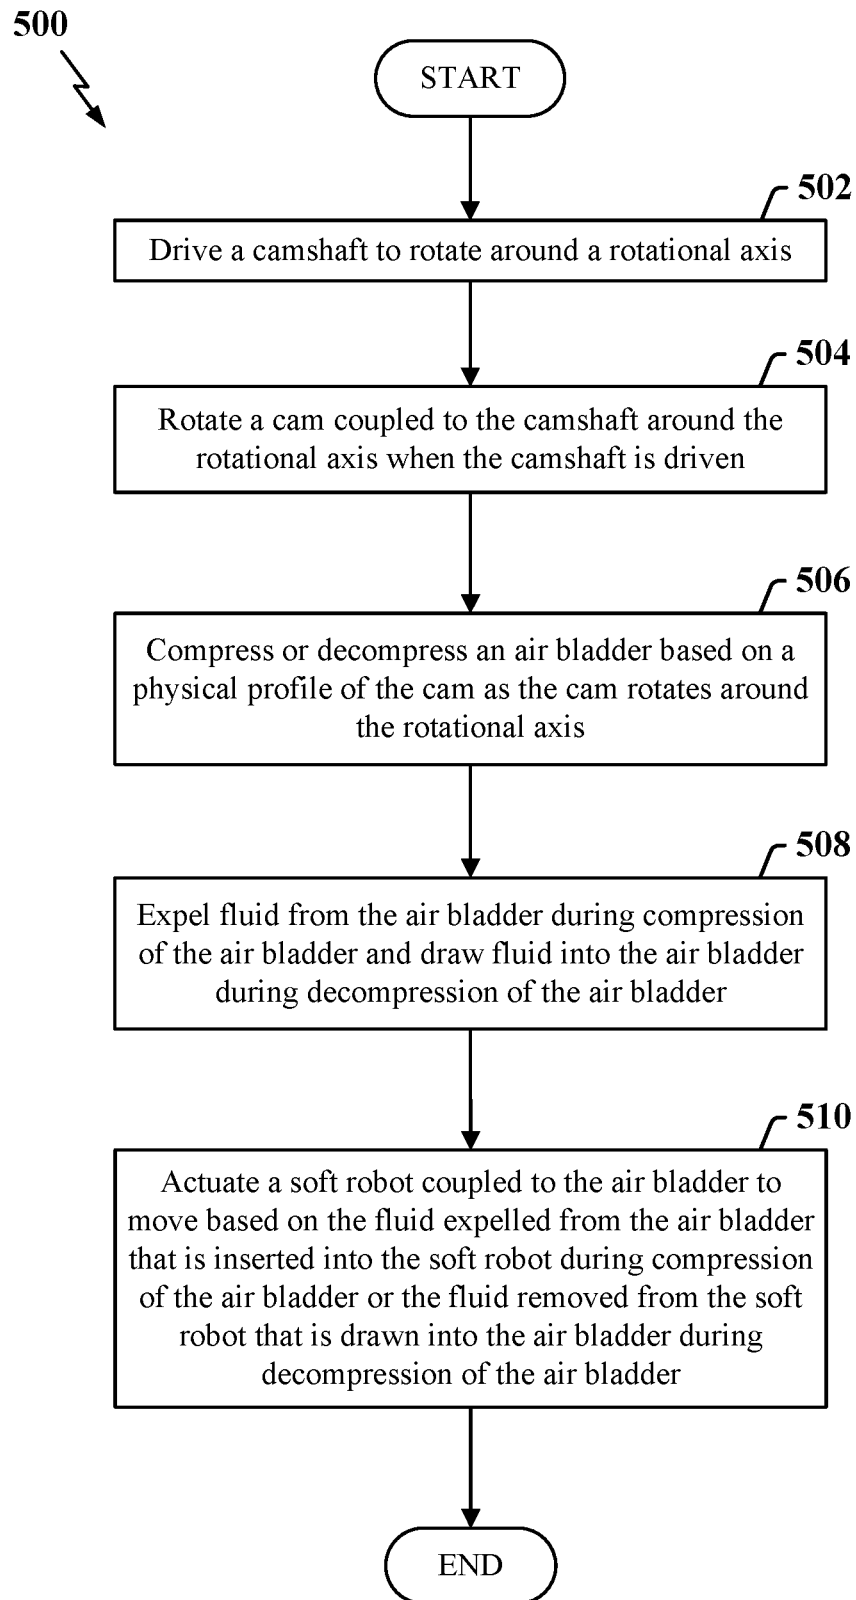 500
START
502
Drive a camshaft to rotate around a rotational axis
504
Rotate a cam coupled to the camshaft around the
rotational axis when the camshaft is driven
506
Compress or decompress an air bladder based on a
physical profile of the cam as the cam rotates around
the rotational axis
508
Expel fluid from the air bladder during compression
of the air bladder and draw fluid into the air bladder
during decompression of the air bladder
510
Actuate a soft robot coupled to the air bladder to
move based on the fluid expelled from the air bladder
that is inserted into the soft robot during compression
of the air bladder or the fluid removed from the soft
robot that is drawn into the air bladder during
decompression of the air bladder
END